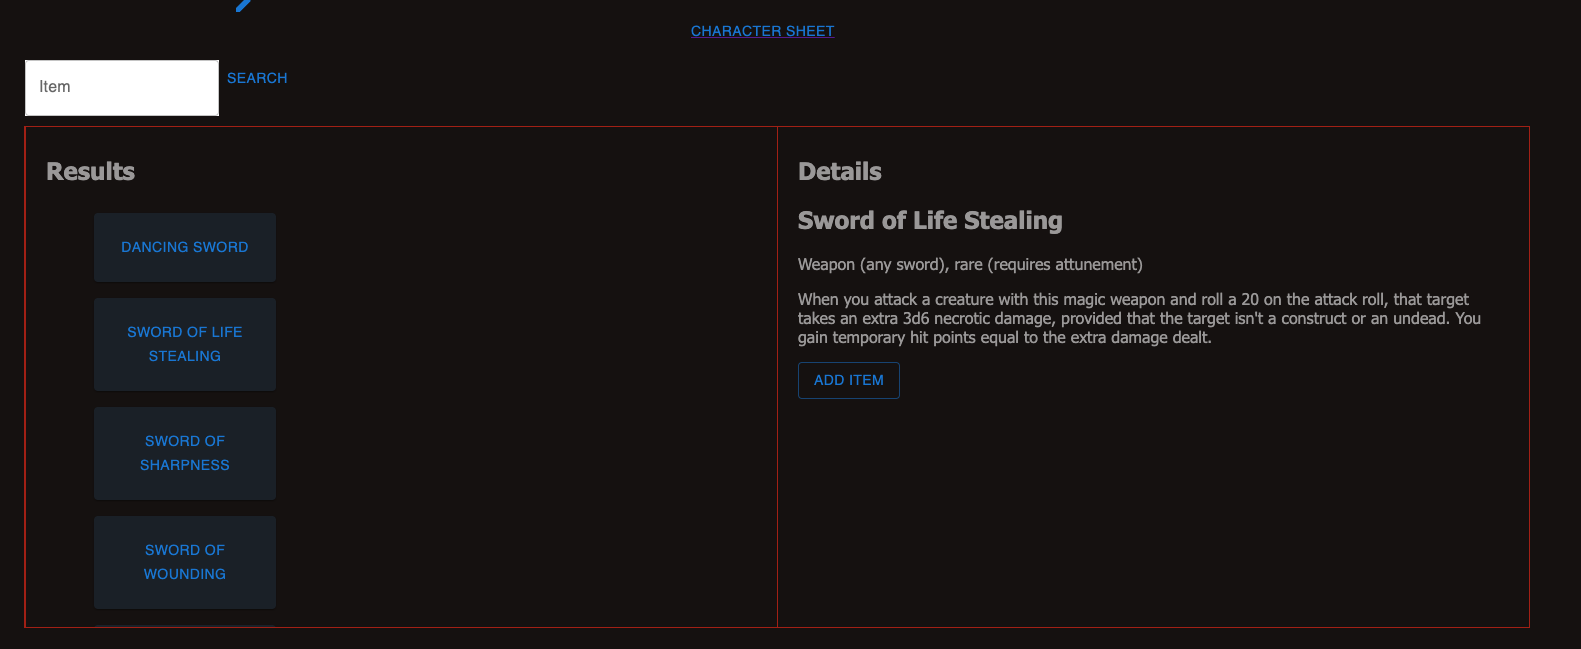 CHARACTER SHEET
Item
SEARCH
Results
DANCING SWORD
SWORD OF LIFE
STEALING
SWORD OF
SHARPNESS
SWORD OF
WOUNDING
Details
Sword of Life Stealing
Weapon (any sword), rare (requires attunement)
When you attack a creature with this magic weapon and roll a 20 on the attack roll, that target
takes an extra 3d6 necrotic damage, provided that the target isn't a construct or an undead. You
gain temporary hit points equal to the extra damage dealt.
ADD ITEM